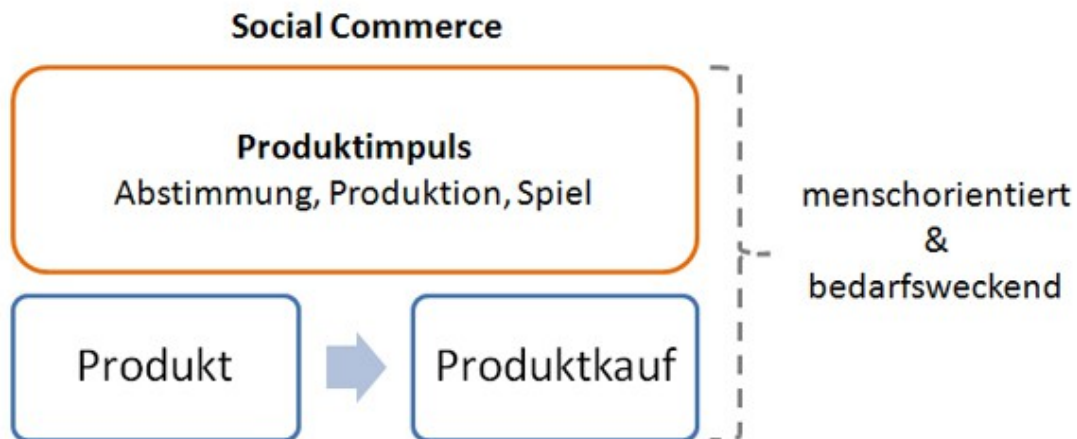 Social Commerce
Produktimpuls
Abstimmung, Produktion, Spiel
menschorientiert
&
bedarfsweckend
Produkt
Produktkauf